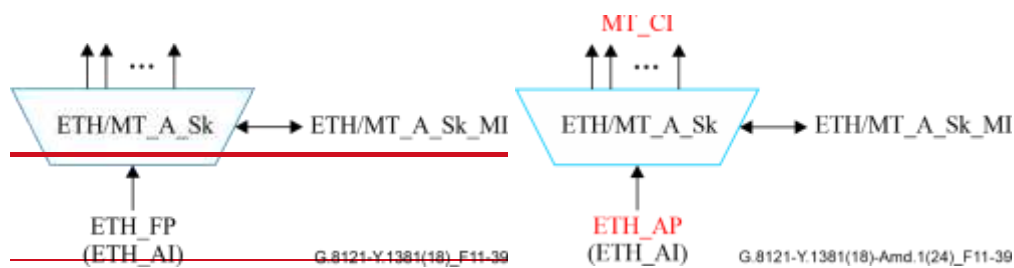 MT_CI
...
...
ETH/MT_A_Sk
ETH/MT_A_Sk_MI
ETH/MT_A_Sk
ETH/MT_A_Sk_MI
ETH_FP
(ETH_AI)
G.8121-Y.1381(18)_F11-39
ETH_AP
(ETH_AI)
G.8121-Y.1381(18)-Amd.1(24)_F11-39